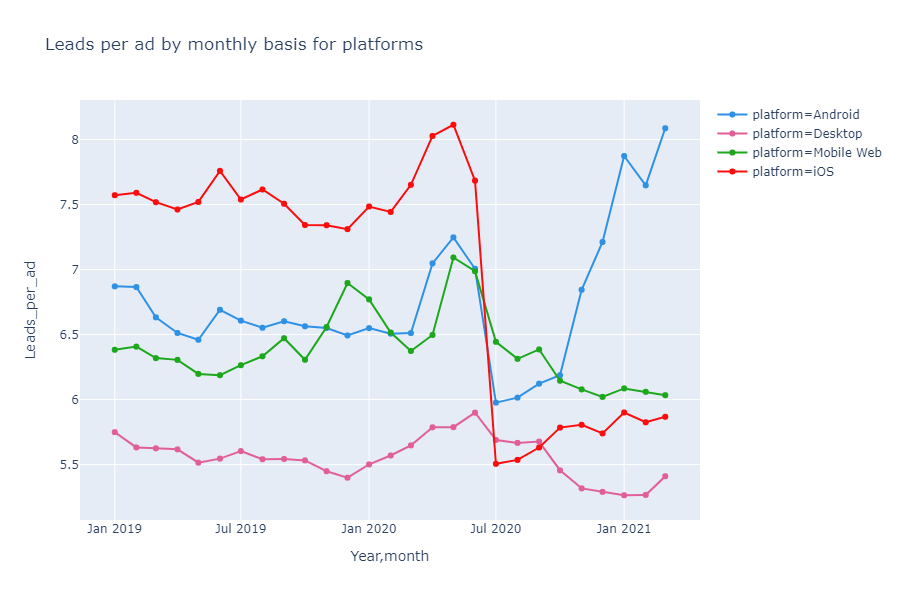 Leads per ad by monthly basis for platforms
platform=Android
platform=Desktop
platform=Mobile Web
platform=iOS
8
7.5
7
6.5
6
5.5
Leads_per_ad
Jan 2019
Jul 2019
Jan 2020
Jul 2020
Jan 2021
Year,month